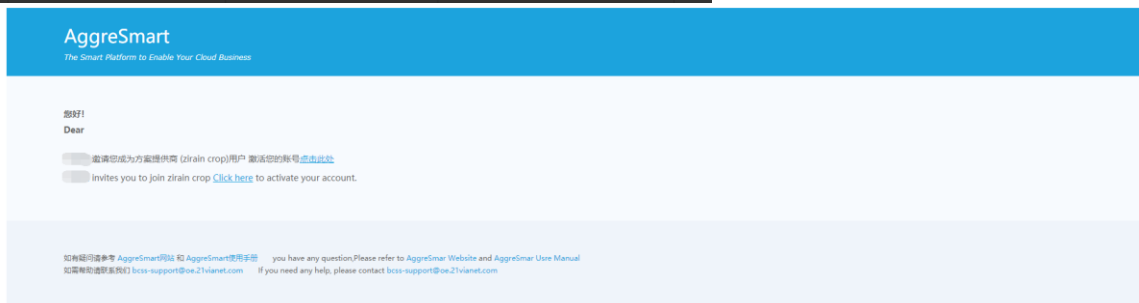 AggreSmart
The Smart Platform to Enable Your Cloud Business
您好!
Dear
邀请您成为方案提供商 (zirain crop)用户 激活您的账号点击此处
invites you to join zirain crop Click here to activate your account.
如有疑问请参考 AggreSmart网站 和 AggreSmart使用手册 you have any question,Please refer to AggreSmar Website and AggreSmar Usre Manual
如需帮助请联系我们 bcss-support@oe.21vianet.com If you need any help, please contact bcss-support@oe.21vianet.com